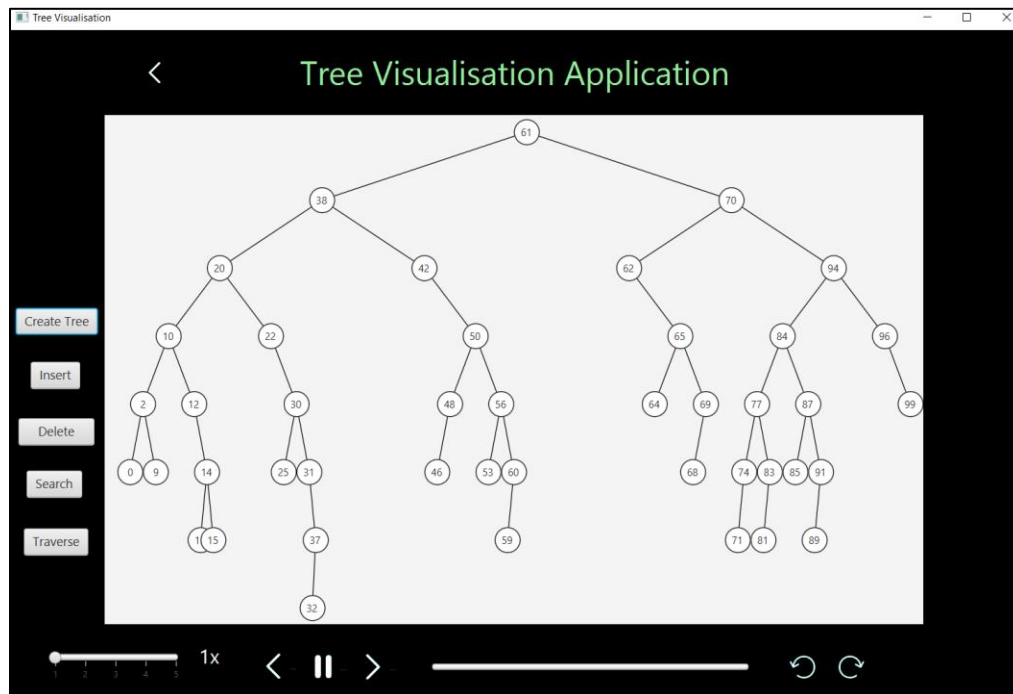 Tree Visualisation
Tree Visualisation Application
61
38 70
20 42 62 94
10 22 50 65 84 96
2 12 30 48 56 64 69 77 87 99
0 9 14 25 31 46 53 60 68 74 83 85 91
15 37 59 71 81 89
32
Create Tree
Insert
Delete
Search
Traverse
1x
1 2 3 4 5